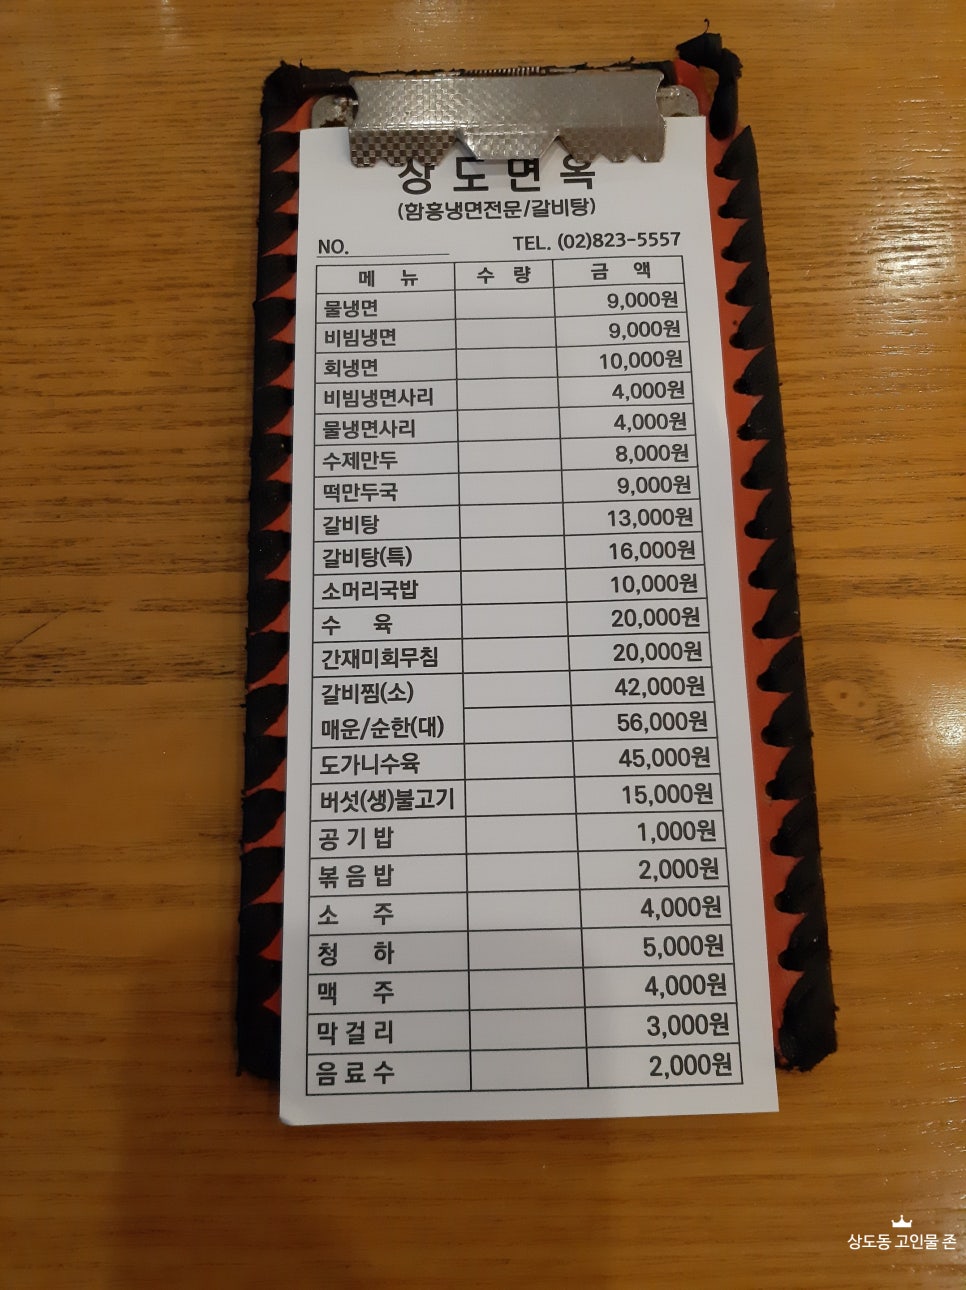 상 도 면 옥
(함흥냉면전문/갈비탕)
NO. TEL. (02)823-5557
메 뉴 수 량 금 액
물냉면 9,000원
비빔냉면 9,000원
회냉면 10,000원
비빔냉면사리 4,000원
물냉면사리 4,000원
수제만두 8,000원
떡만두국 9,000원
갈비탕 13,000원
갈비탕(특) 16,000원
소머리국밥 10,000원
수 육 20,000원
간재미회무침 20,000원
갈비찜(소) 42,000원
매운/순한(대) 56,000원
도가니수육 45,000원
버섯(생)불고기 15,000원
공 기 밥 1,000원
볶 음 밥 2,000원
소 주 4,000원
청 하 5,000원
맥 주 4,000원
막 걸 리 3,000원
음 료 수 2,000원
상도동 고인물 존